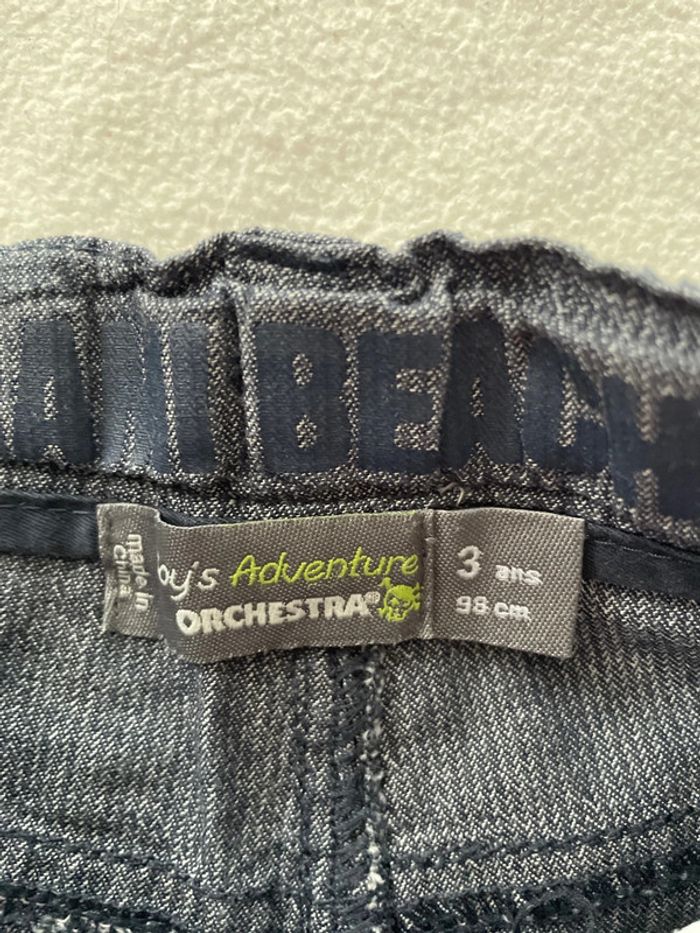 BEAC
made in
China
oy's Adventure
ORCHESTRA®
3 ans
98 cm